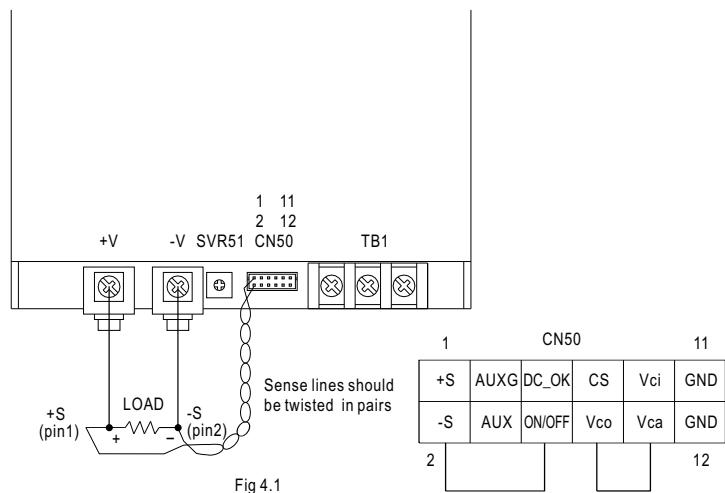 1 11
2 12
+V -V SVR51 CN50 TB1
Sense lines should
be twisted in pairs
+S
(pin1)
LOAD
-S
(pin2)
+ −
Fig 4.1
CN50
1 11
+S AUXG DC_OK CS Vci GND
-S AUX ON/OFF Vco Vca GND
2 12